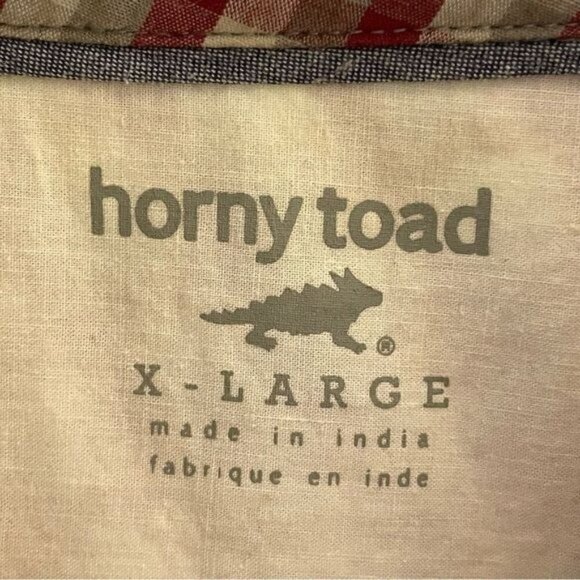 horny toad
®
X-LARGE
made in india
fabrique en inde